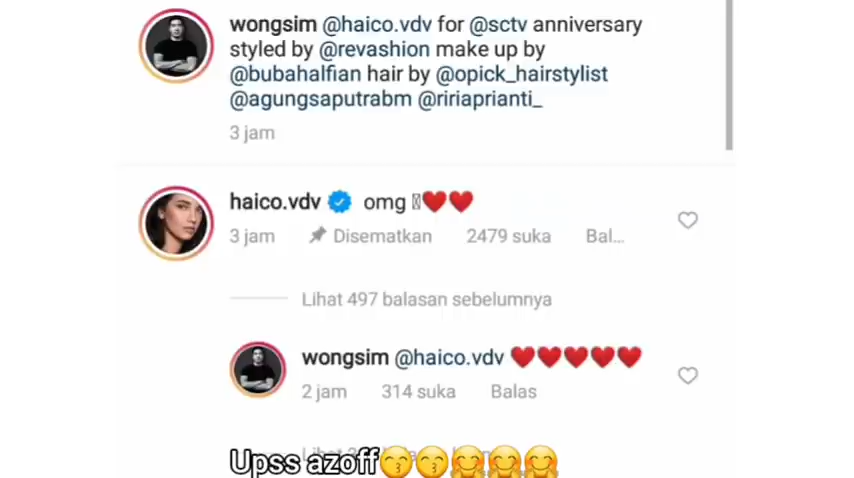 wongsim @haico.vdv for @sctv anniversary
styled by @revashion make up by
@bubahalfian hair by @opick_hairstylist
@agungsaputrabm @ririaprianti_
3 jam
haico.vdv omg ❤️❤️
3 jam Disematkan 2479 suka Bal...
Lihat 497 balasan sebelumnya
wongsim @haico.vdv ❤️❤️❤️❤️❤️
2 jam 314 suka Balas
Upss azoff😙😙🤗🤗🤗